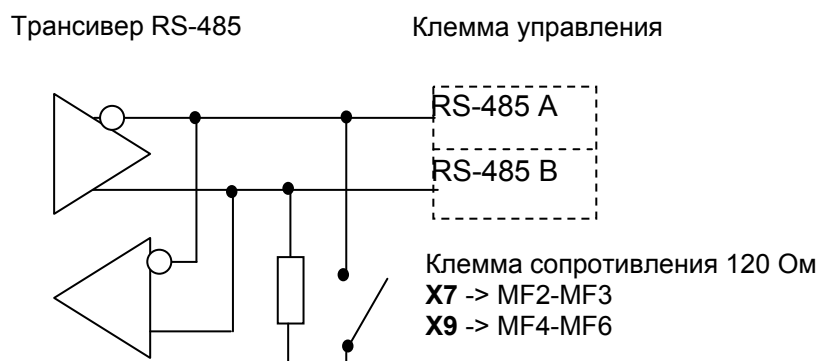 Трансивер RS-485
Клемма управления
RS-485 A
RS-485 B
Клемма сопротивления 120 Ом
X7 -> MF2-MF3
X9 -> MF4-MF6